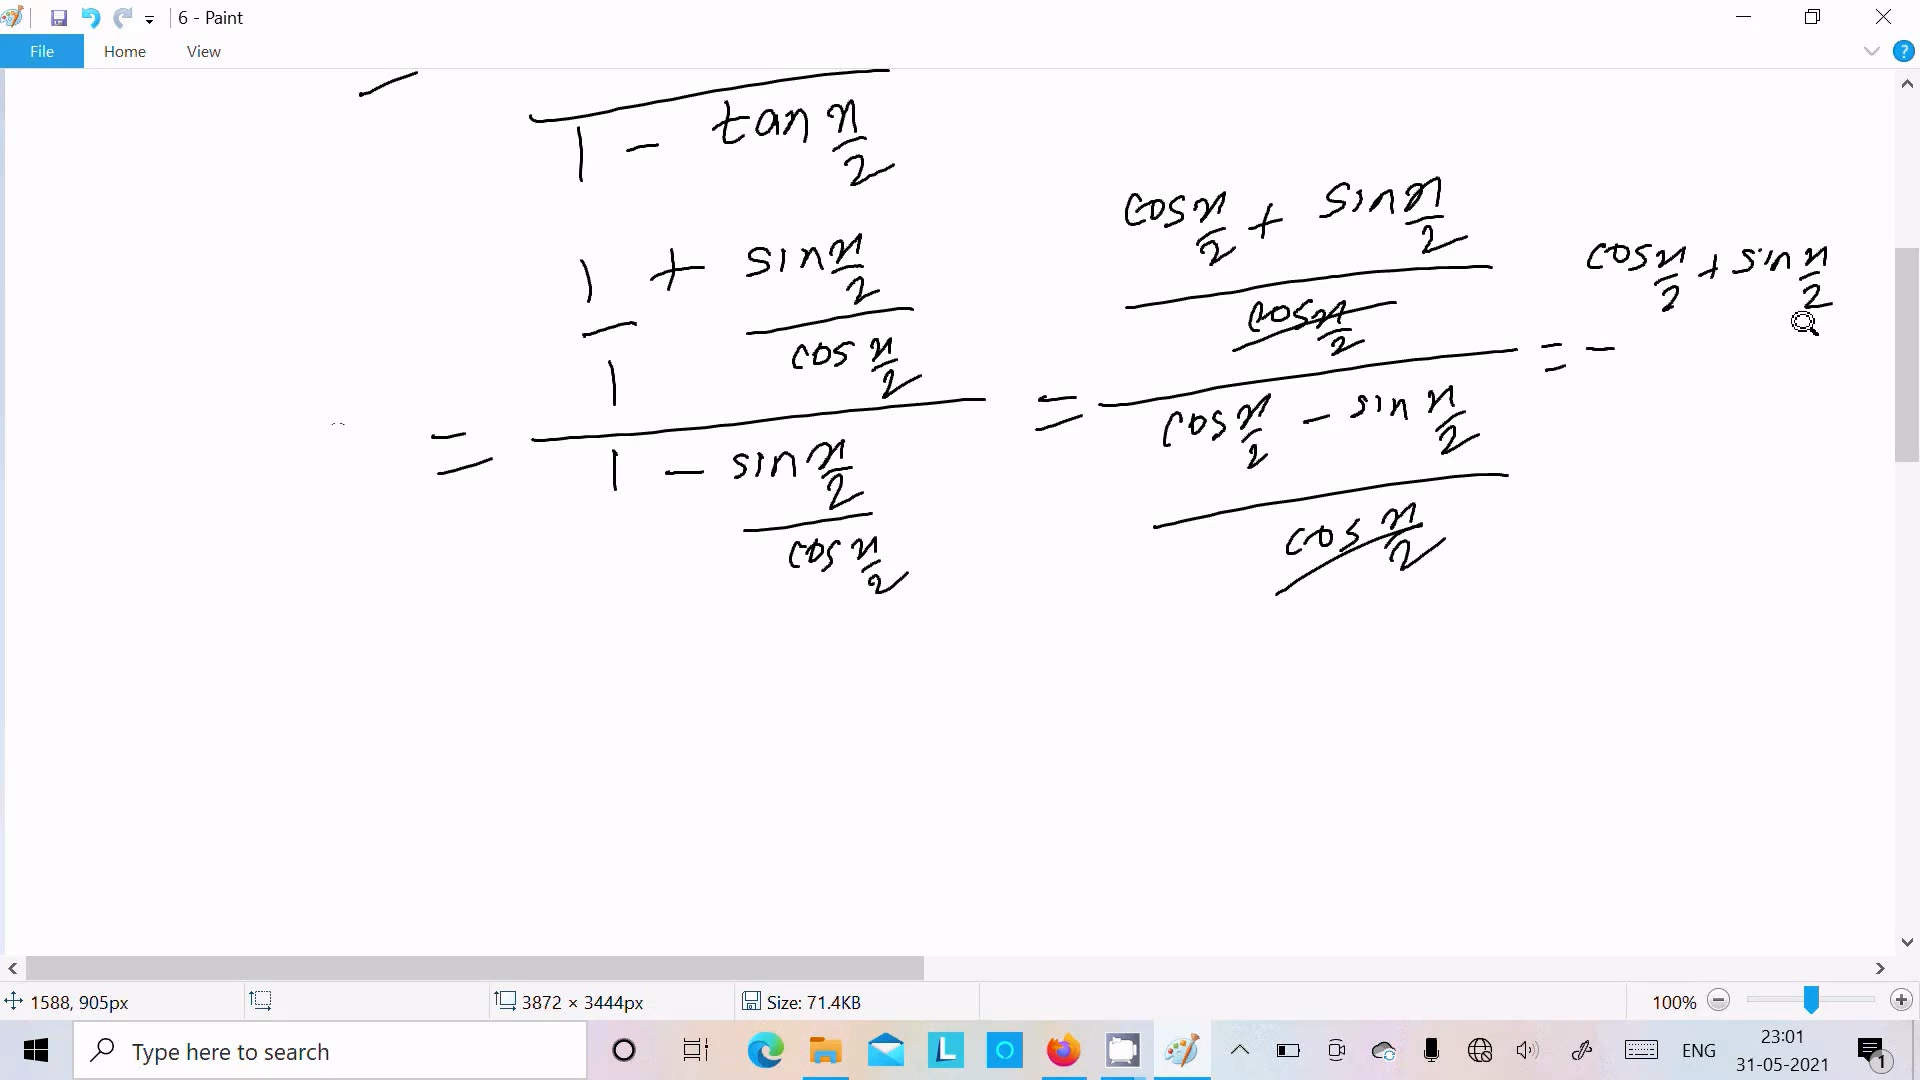 6 - Paint
File Home View
1 - tan x/2
= (1/1 + sin x/2 / cos x/2) / (1 - sin x/2 / cos x/2) = ((cos x/2 + sin x/2) / cos x/2) / ((cos x/2 - sin x/2) / cos x/2) = cos x/2 + sin x/2
1588, 905px 3872 × 3444px Size: 71.4KB 100%
Type here to search
ENG
23:01
31-05-2021
1